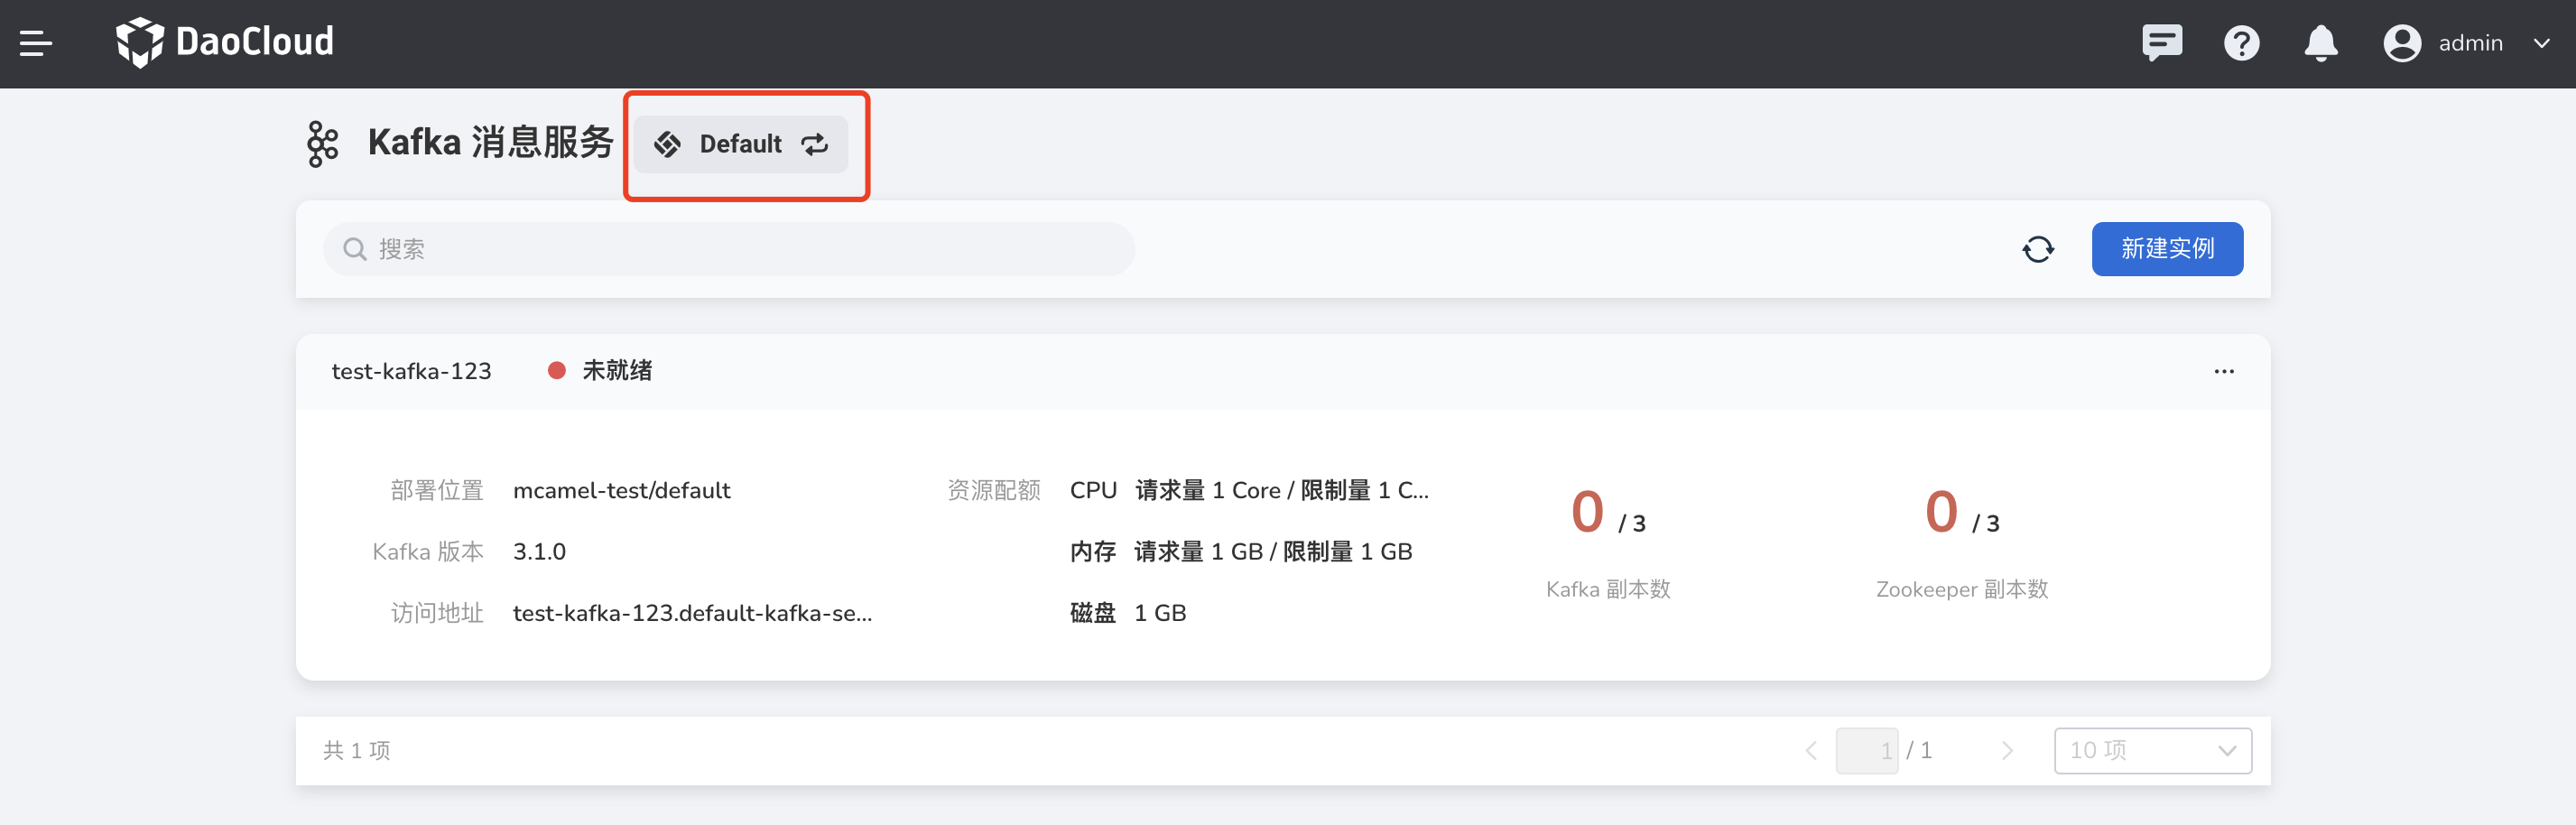 DaoCloud
admin
Kafka 消息服务
Default
搜索
新建实例
test-kafka-123
未就绪
部署位置 mcamel-test/default
资源配额 CPU 请求量 1 Core / 限制量 1 C...
Kafka 版本 3.1.0
内存 请求量 1 GB / 限制量 1 GB
访问地址 test-kafka-123.default-kafka-se...
磁盘 1 GB
0 / 3
Kafka 副本数
0 / 3
Zookeeper 副本数
共 1 项
1 / 1
10 项